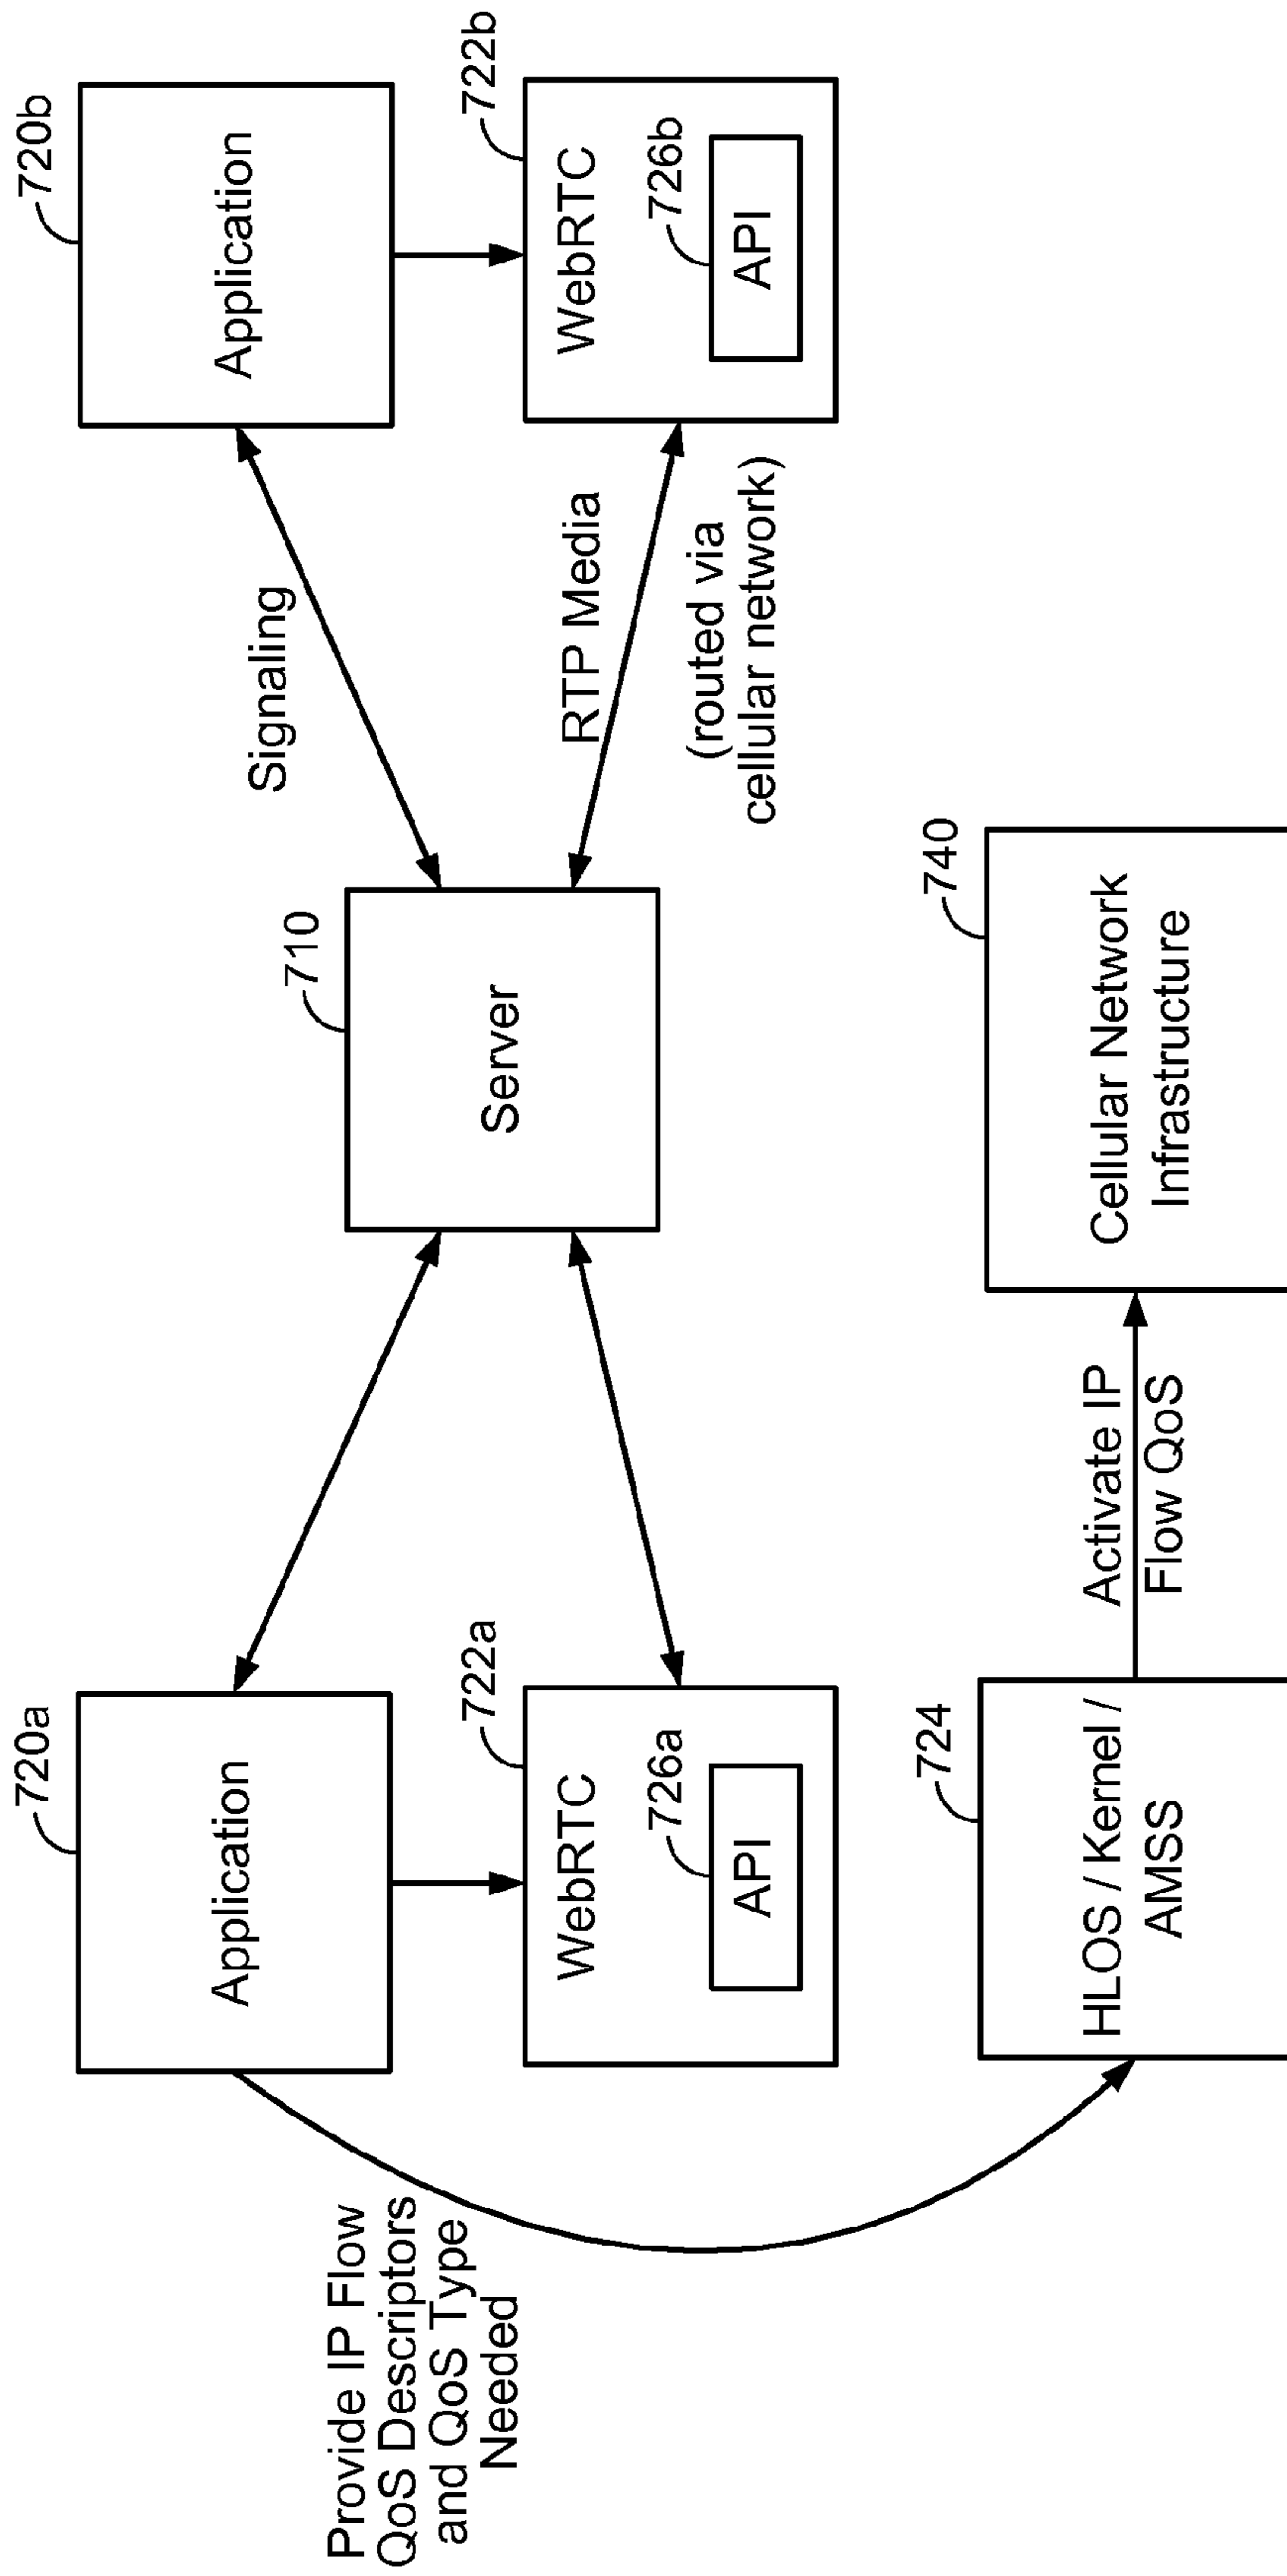 720a
Application
Provide IP Flow
QoS Descriptors
and QoS Type
Needed
722a
WebRTC
726a
API
710
Server
Signaling
720b
Application
722b
WebRTC
726b
API
RTP Media
(routed via
cellular network)
724
HLOS / Kernel /
AMSS
Activate IP
Flow QoS
740
Cellular Network
Infrastructure